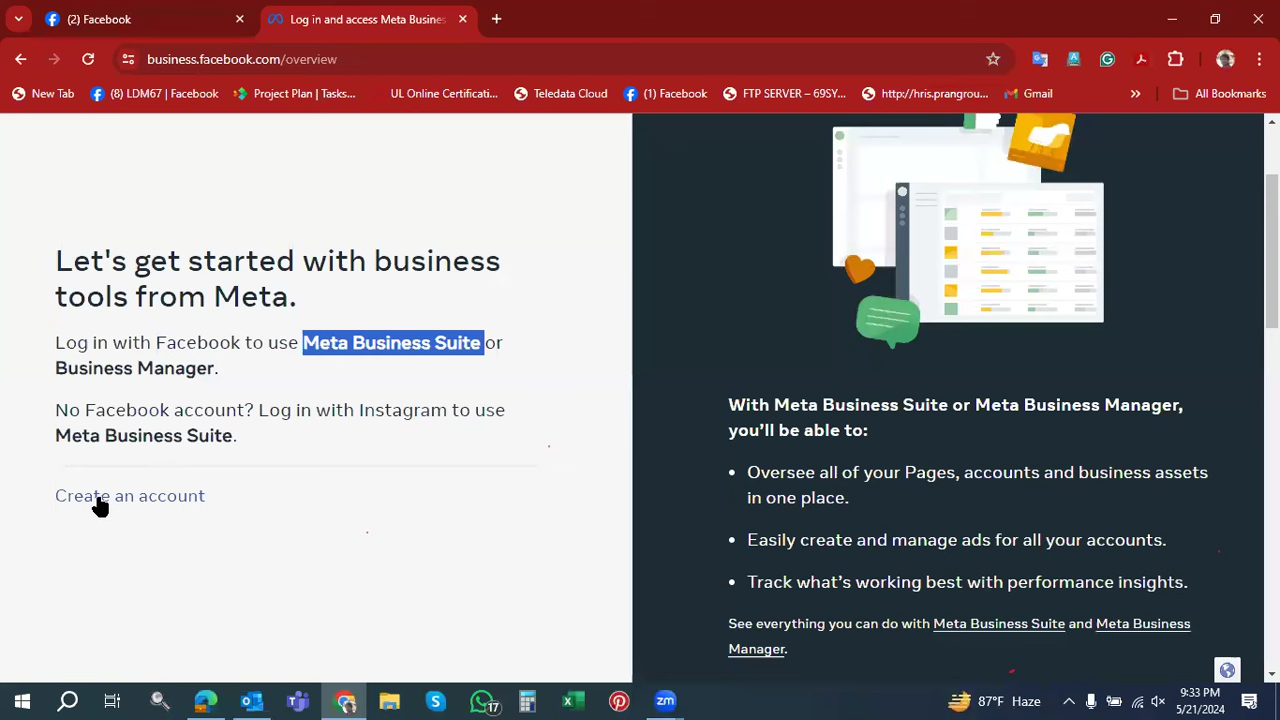 (2) Facebook
Log in and access Meta Busines
business.facebook.com/overview
New Tab
(8) LDM67 | Facebook
Project Plan | Tasks...
UL Online Certificati...
Teledata Cloud
(1) Facebook
FTP SERVER – 69SY...
http://hris.prangroup...
Gmail
»
All Bookmarks
Let's get started with business
tools from Meta.
Log in with Facebook to use Meta Business Suite or
Business Manager.
No Facebook account? Log in with Instagram to use
Meta Business Suite.
Create an account
With Meta Business Suite or Meta Business Manager,
you'll be able to:
• Oversee all of your Pages, accounts and business assets
in one place.
• Easily create and manage ads for all your accounts.
• Track what's working best with performance insights.
See everything you can do with Meta Business Suite and Meta Business
Manager.
17
87°F Haze
9:33 PM
5/21/2024